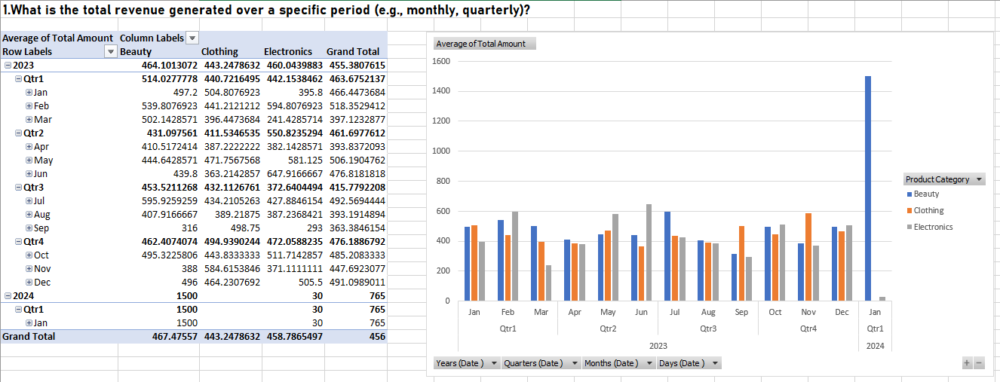 1.What is the total revenue generated over a specific period (e.g., monthly, quarterly)?
Average of Total Amount Column Labels
Row Labels Beauty Clothing Electronics Grand Total
2023 464.1013072 443.2478632 460.0439883 455.3807615
Qtr1 514.0277778 440.7216495 442.1538462 463.6752137
Jan 497.2 504.8076923 395.8 466.4473684
Feb 539.8076923 441.2121212 594.8076923 518.3529412
Mar 502.1428571 396.4473684 241.4285714 397.1232877
Qtr2 431.097561 411.5346535 550.8235294 461.6977612
Apr 410.5172414 387.2222222 382.1428571 393.8372093
May 444.6428571 471.7567568 581.125 506.1904762
Jun 439.8 363.2142857 647.9166667 476.8181818
Qtr3 453.5211268 432.1126761 372.6404494 415.7792208
Jul 595.9259259 434.2105263 427.8846154 492.5694444
Aug 407.9166667 389.21875 387.2368421 393.1914894
Sep 316 498.75 293 363.3846154
Qtr4 462.4074074 494.9390244 472.0588235 476.1886792
Oct 495.3225806 443.8333333 511.7142857 485.2083333
Nov 388 584.6153846 371.1111111 447.6923077
Dec 496 464.2307692 505.5 491.0989011
2024 1500 30 765
Qtr1 1500 30 765
Jan 1500 30 765
Grand Total 467.47557 443.2478632 458.7865497 456
Average of Total Amount
1600
1400
1200
1000
800
600
400
200
0
Jan Feb Mar Apr May Jun Jul Aug Sep Oct Nov Dec Jan
Qtr1 Qtr2 Qtr3 Qtr4 Qtr1
2023 2024
Product Category
Beauty
Clothing
Electronics
Years (Date ) Quarters (Date ) Months (Date ) Days (Date )
+ −